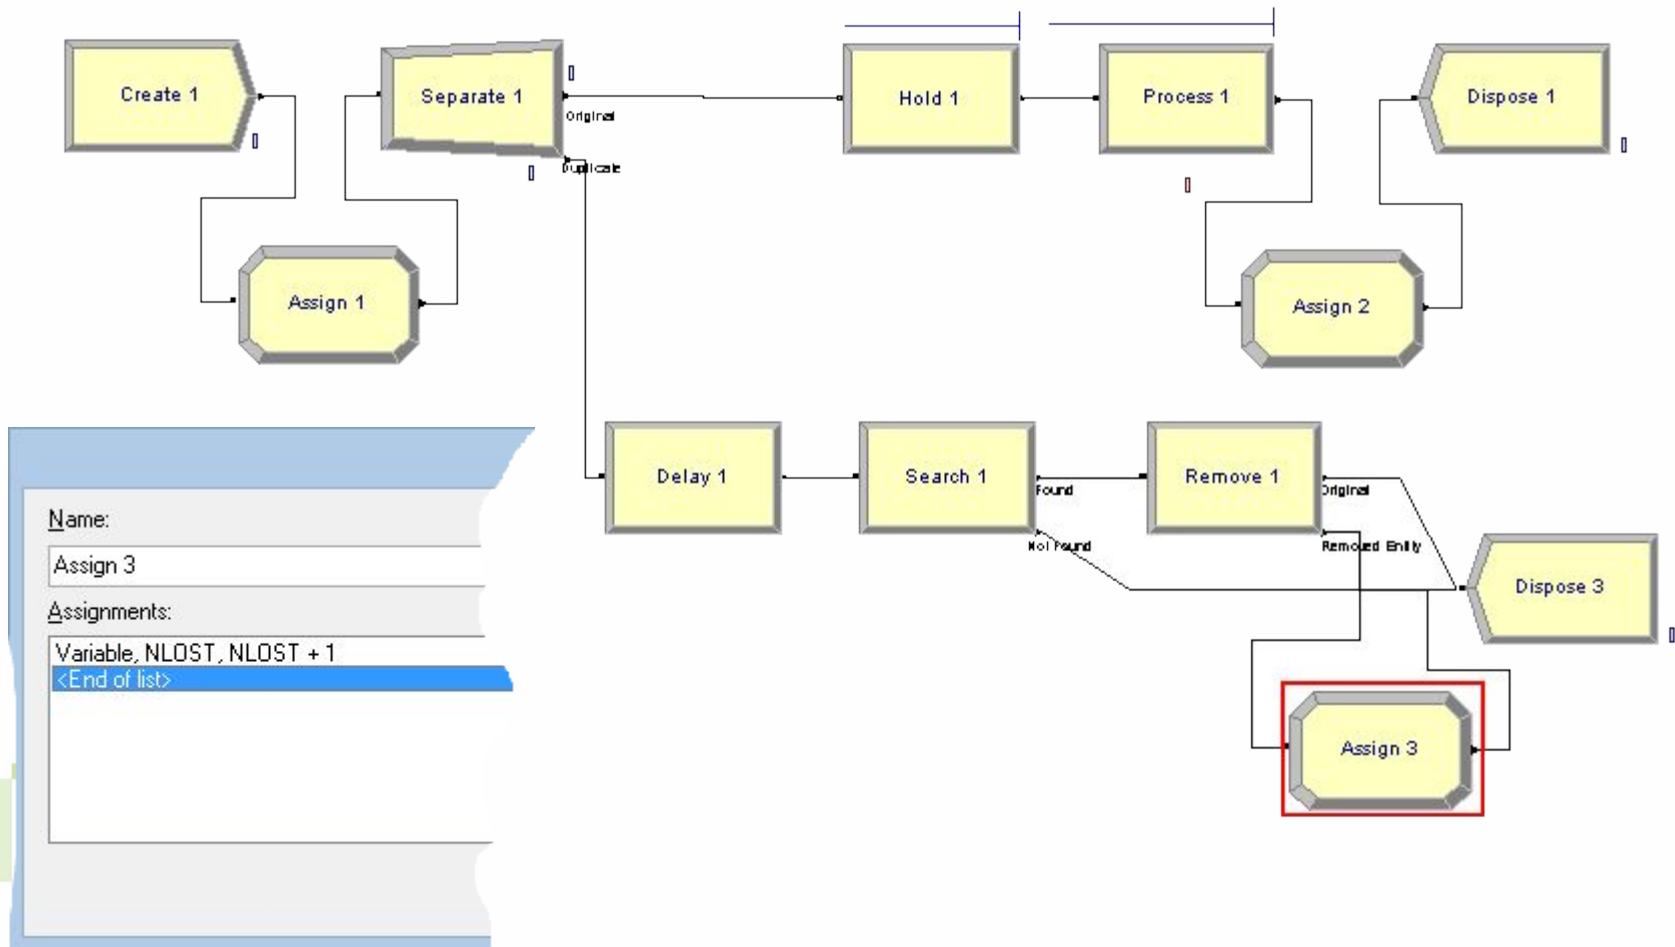 Create 1
Separate 1
Original
Duplicate
Hold 1
Process 1
Dispose 1
Assign 1
Assign 2
Delay 1
Search 1
Found
Not Found
Remove 1
Original
Removed Entity
Dispose 3
Assign 3
Name:
Assign 3
Assignments:
Variable, NLOST, NLOST + 1
<End of list>